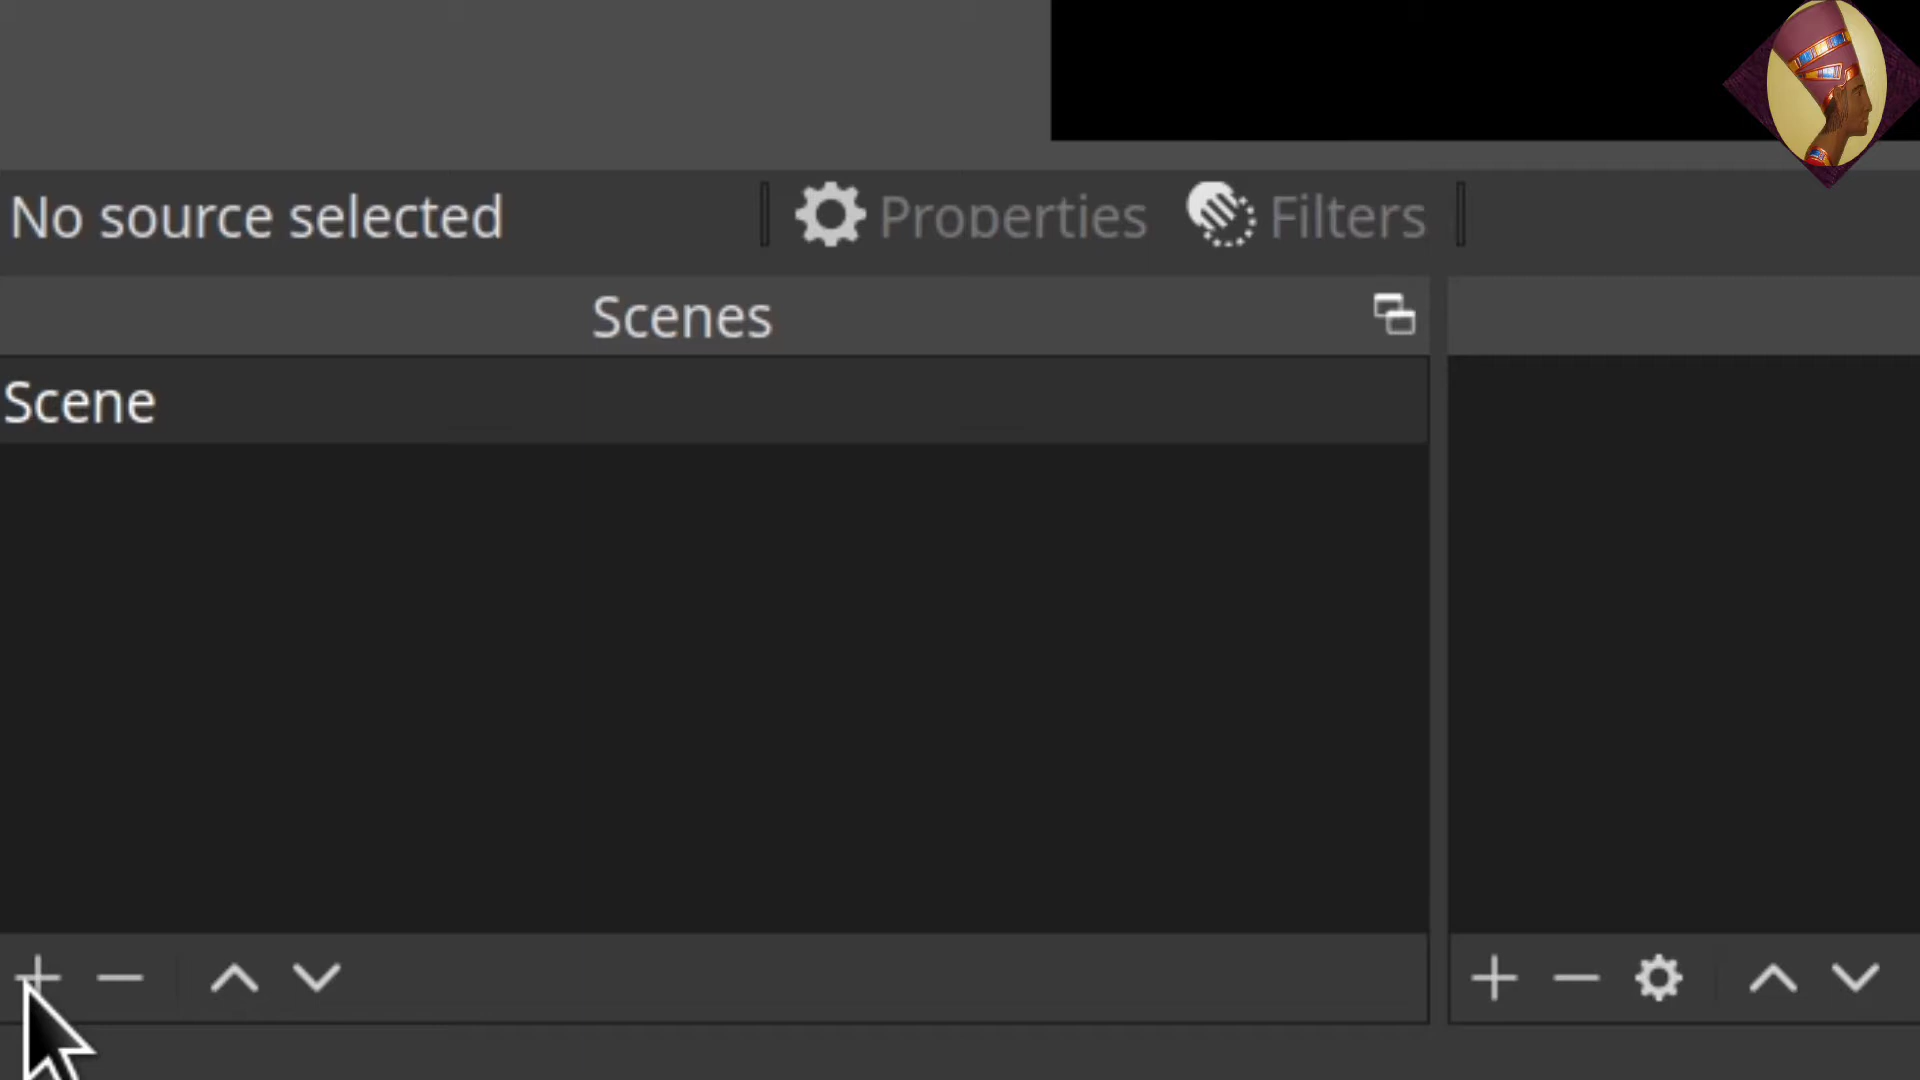 No source selected
Properties
Filters
Scenes
Scene